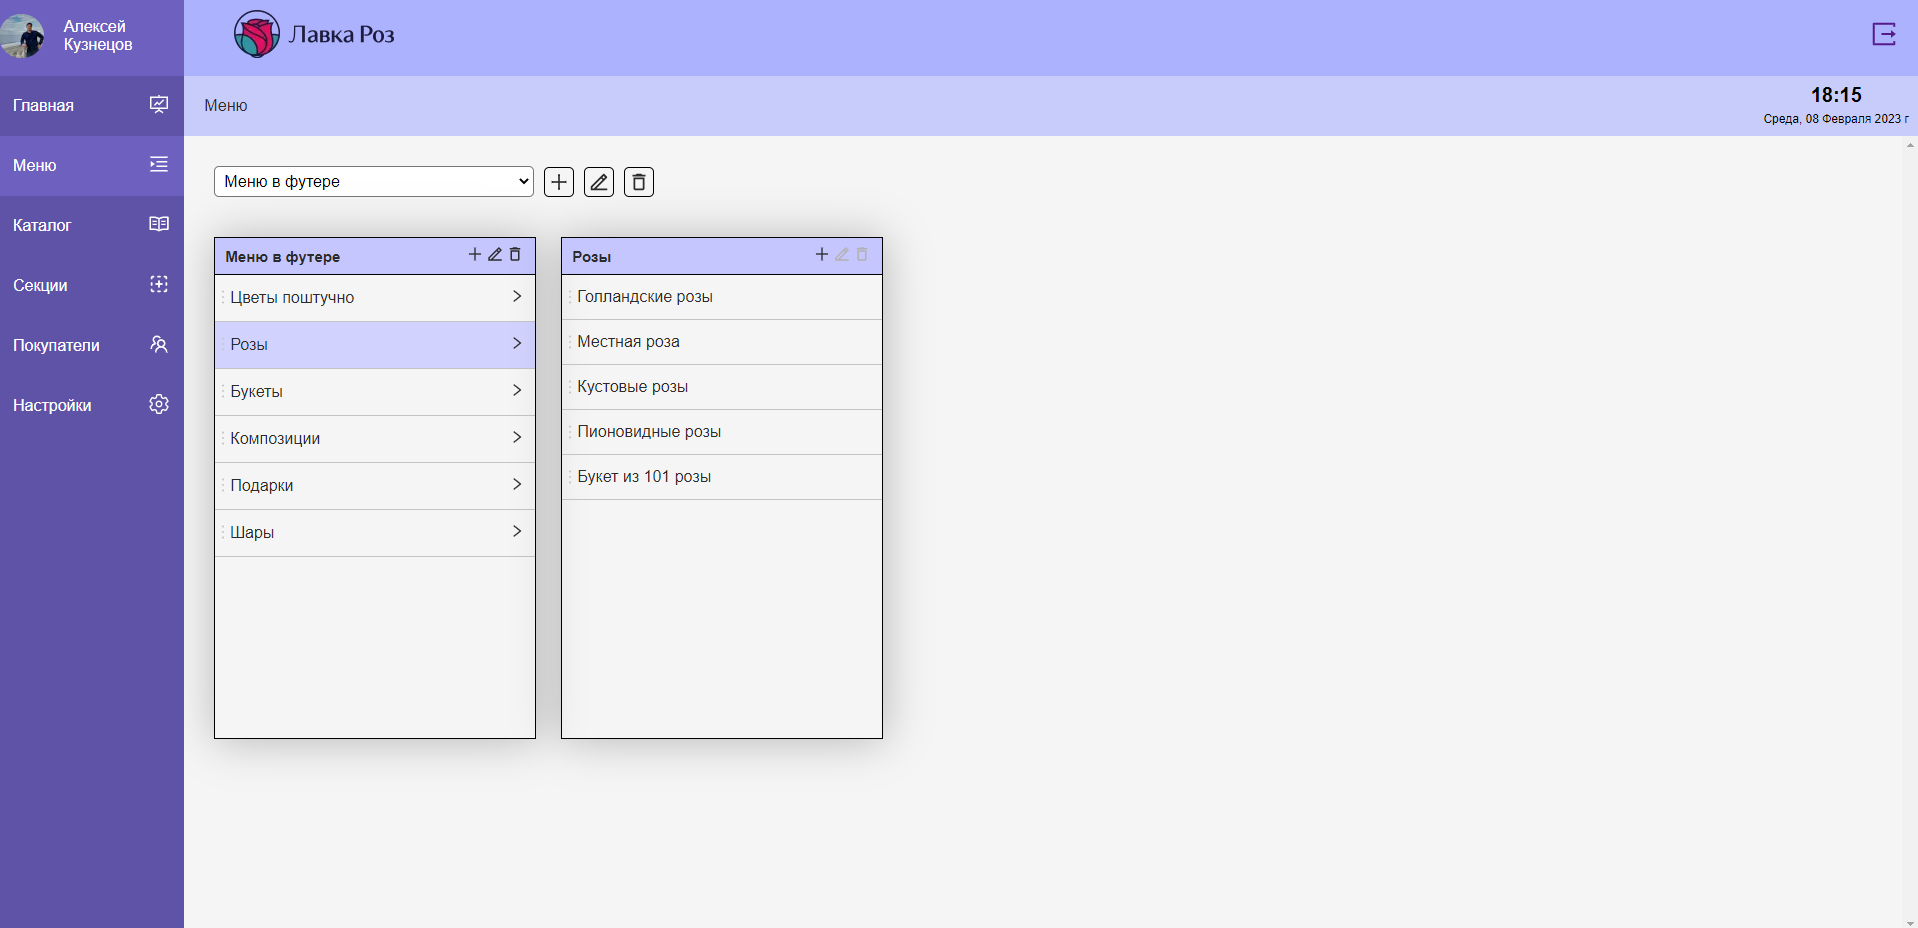 Алексей
Кузнецов
Лавка Роз
Главная
Меню
Каталог
Секции
Покупатели
Настройки
Меню
18:15
Среда, 08 Февраля 2023 г
Меню в футере
Меню в футере
Цветы поштучно
Розы
Букеты
Композиции
Подарки
Шары
Розы
Голландские розы
Местная роза
Кустовые розы
Пионовидные розы
Букет из 101 розы